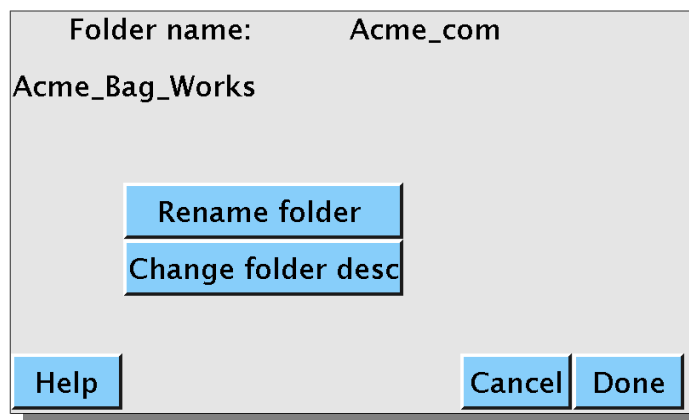 Folder name: Acme_com
Acme_Bag_Works
Rename folder
Change folder desc
Help Cancel Done